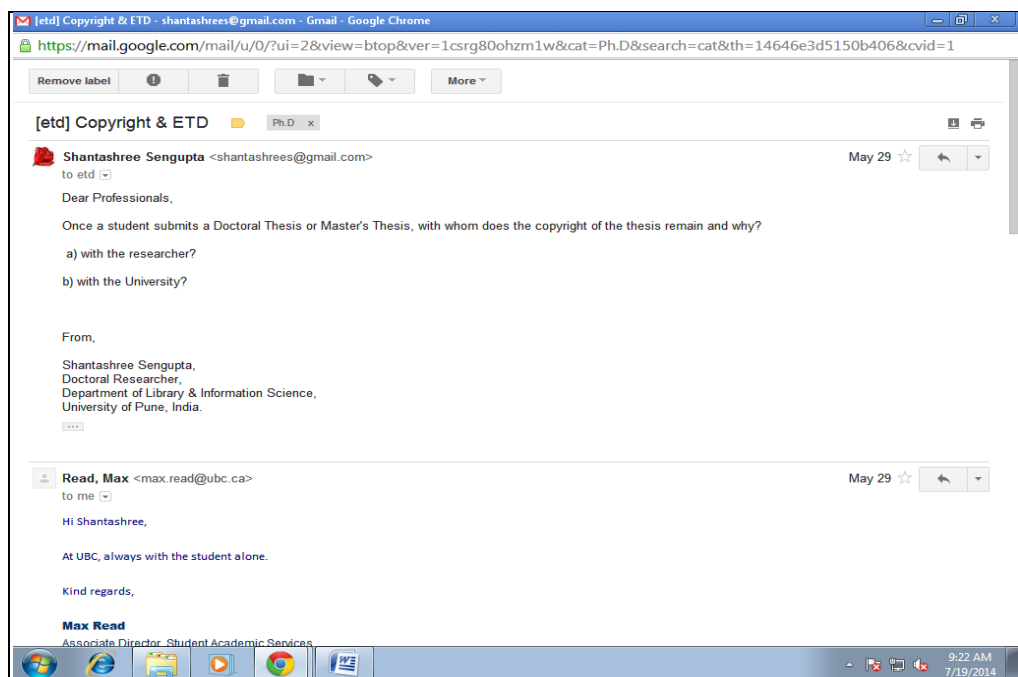 [etd] Copyright & ETD - shantashrees@gmail.com - Gmail - Google Chrome
https://mail.google.com/mail/u/0/?ui=2&view=btop&ver=1csrg80ohzm1w&cat=Ph.D&search=cat&th=14646e3d5150b406&cvid=1
Remove label More
[etd] Copyright & ETD Ph.D x
Shantashree Sengupta <shantashrees@gmail.com> May 29
to etd
Dear Professionals,
Once a student submits a Doctoral Thesis or Master's Thesis, with whom does the copyright of the thesis remain and why?
a) with the researcher?
b) with the University?
From,
Shantashree Sengupta,
Doctoral Researcher,
Department of Library & Information Science,
University of Pune, India.
...
Read, Max <max.read@ubc.ca> May 29
to me
Hi Shantashree,
At UBC, always with the student alone.
Kind regards,
Max Read
Associate Director, Student Academic Services
9:22 AM
7/19/2014